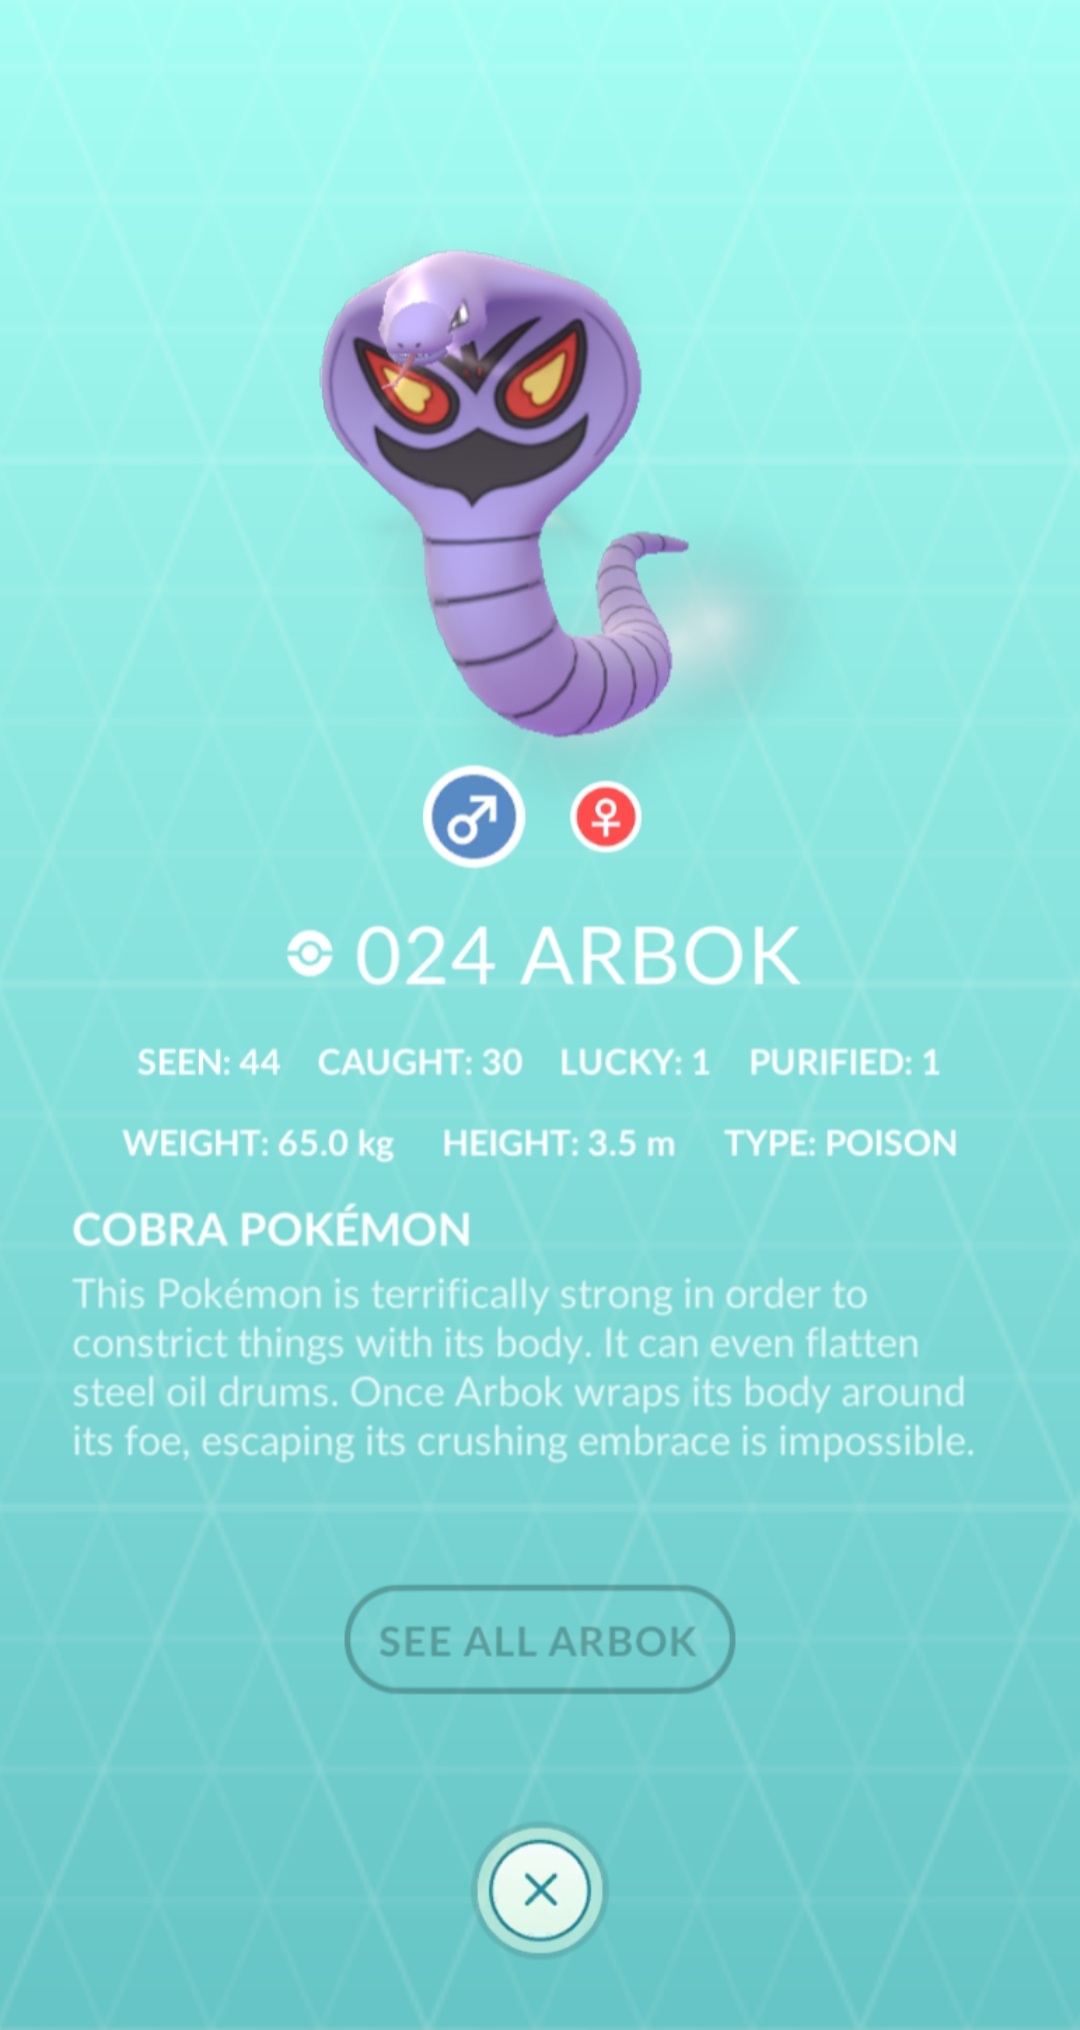 024 ARBOK
SEEN: 44 CAUGHT: 30 LUCKY: 1 PURIFIED: 1
WEIGHT: 65.0 kg HEIGHT: 3.5 m TYPE: POISON
COBRA POKÉMON
This Pokémon is terrifically strong in order to
constrict things with its body. It can even flatten
steel oil drums. Once Arbok wraps its body around
its foe, escaping its crushing embrace is impossible.
SEE ALL ARBOK